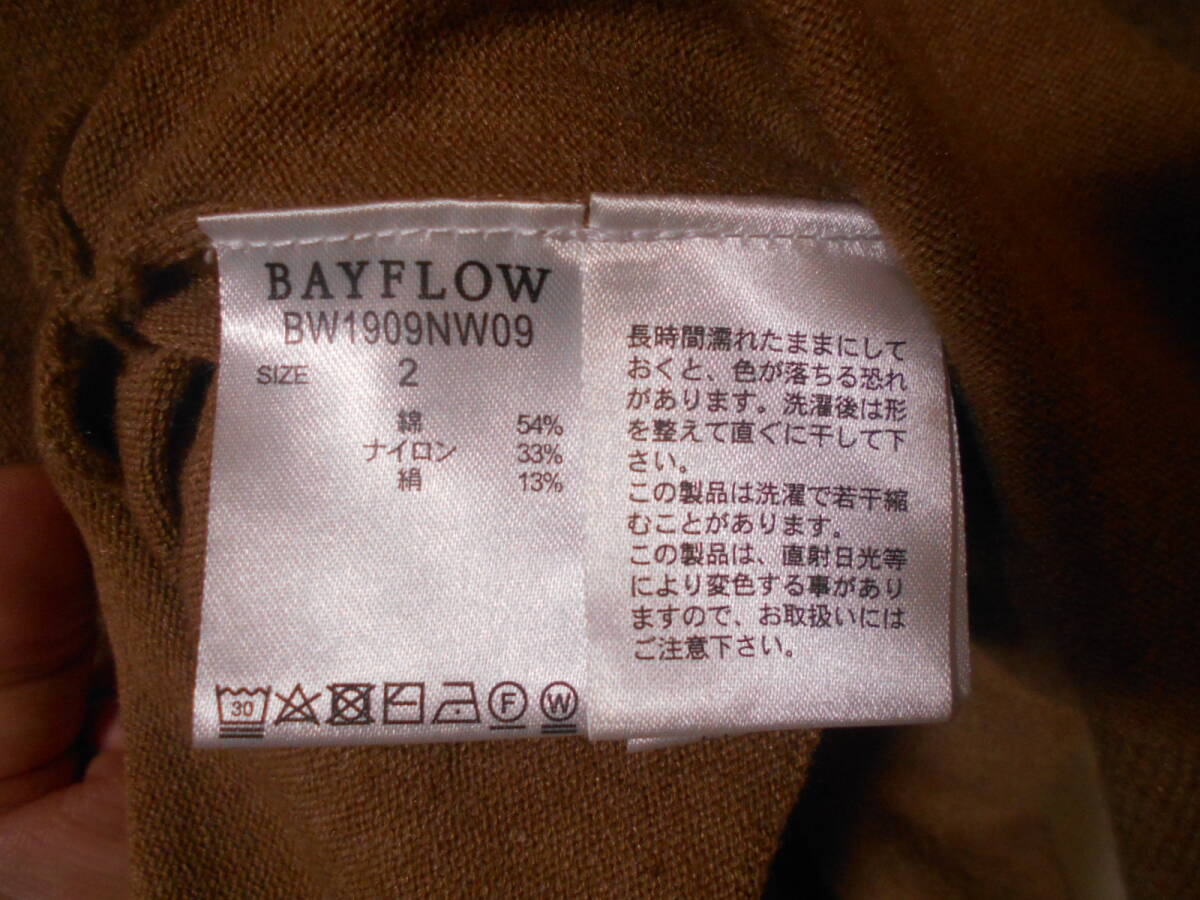 BAYFLOW
BW1909NW09
SIZE 2
綿 54%
ナイロン 33%
絹 13%
30
F
W
長時間濡れたままにして
おくと、色が落ちる恐れ
があります。洗濯後は形
を整えて直ぐに干して下
さい。
この製品は洗濯で若干縮
むことがあります。
この製品は、直射日光等
により変色する事があり
ますので、お取扱いには
ご注意下さい。